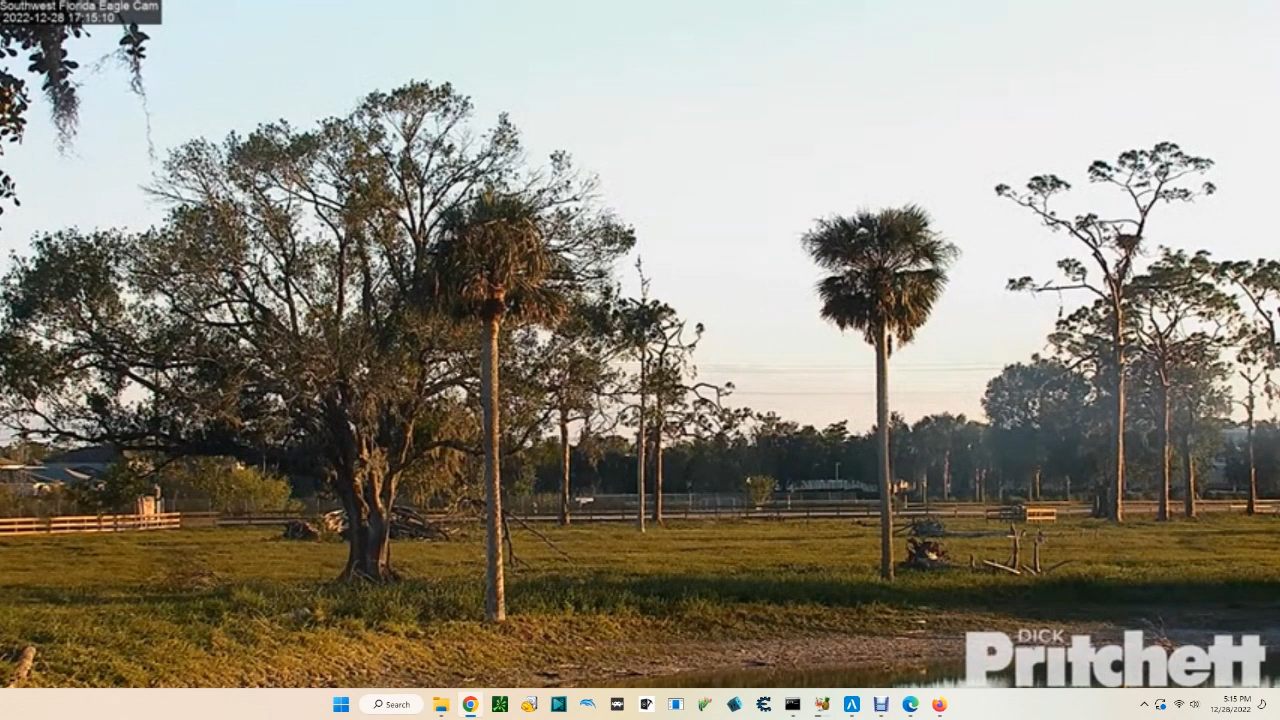 Southwest Florida Eagle Cam
2022-12-28 17:15:10
DICK
Pritchett
Search
5:15 PM
12/28/2022